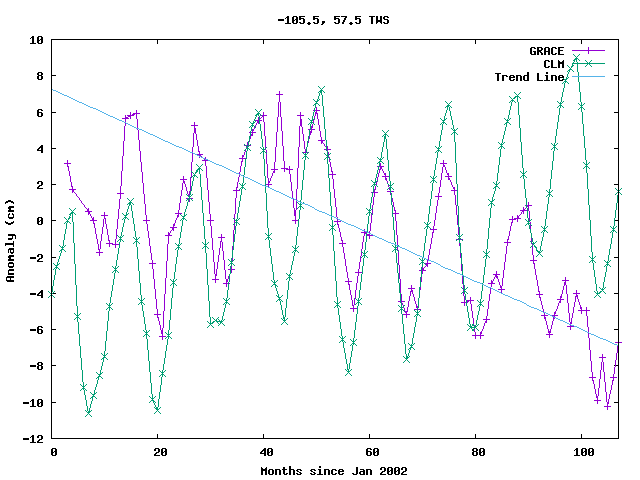 -105.5, 57.5 TWS
GRACE
CLM
Trend Line
10
8
6
4
2
0
-2
-4
-6
-8
-10
-12
Anomaly (cm)
0 20 40 60 80 100
Months since Jan 2002